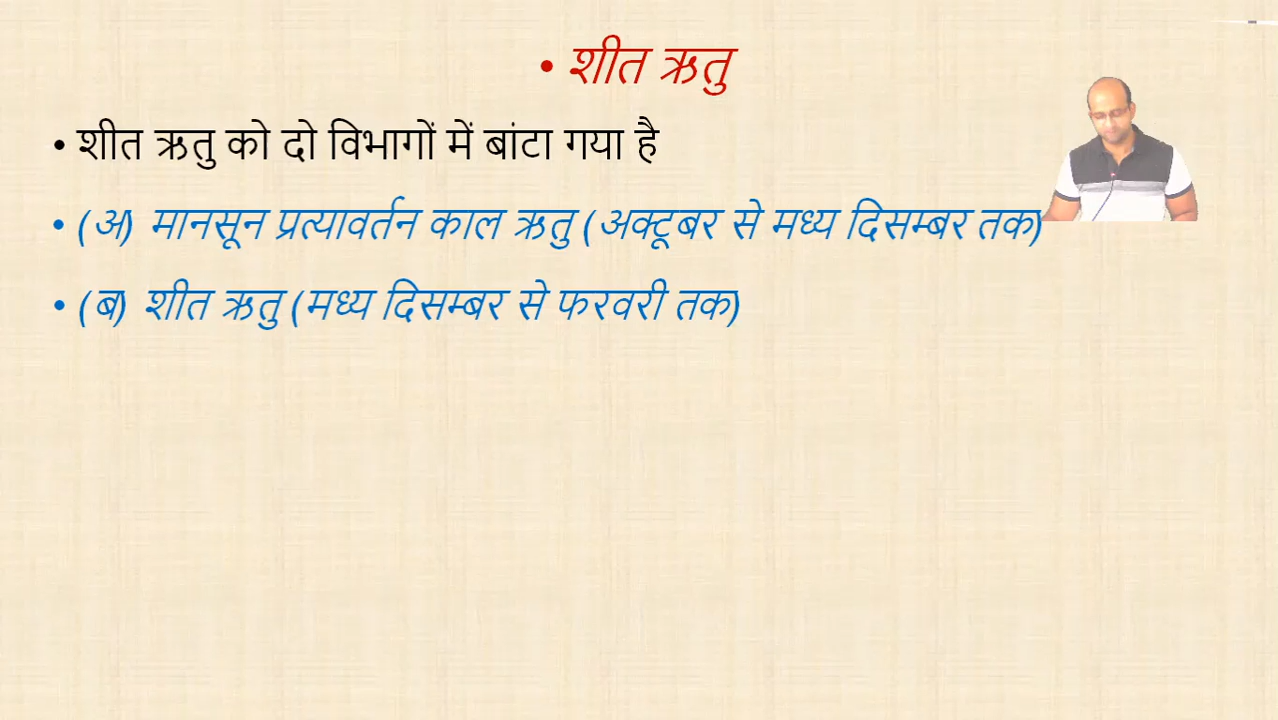 • शीत ऋतु
• शीत ऋतु को दो विभागों में बांटा गया है
• (अ) मानसून प्रत्यावर्तन काल ऋतु (अक्टूबर से मध्य दिसम्बर तक)
• (ब) शीत ऋतु (मध्य दिसम्बर से फरवरी तक)